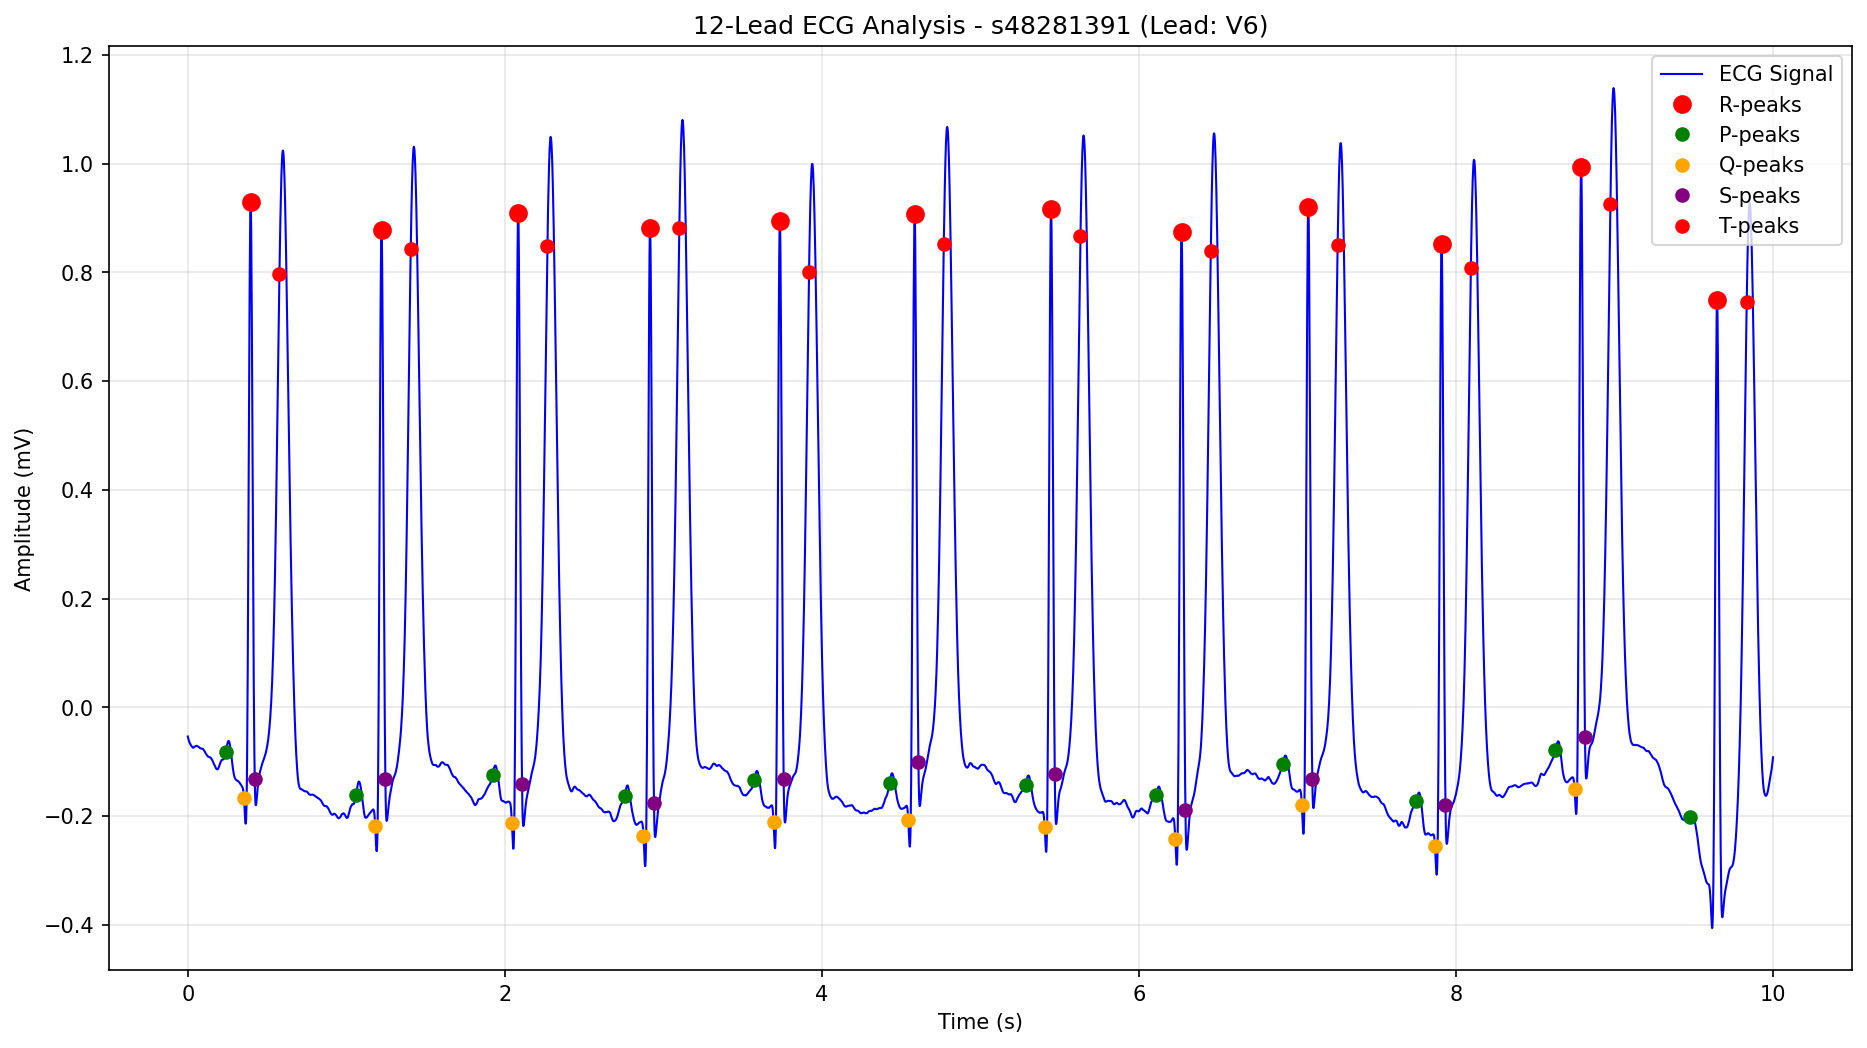 12-Lead ECG Analysis - s48281391 (Lead: V6)
1.2
1.0
0.8
0.6
0.4
0.2
0.0
−0.2
−0.4
Amplitude (mV)
ECG Signal
R-peaks
P-peaks
Q-peaks
S-peaks
T-peaks
0 2 4 6 8 10
Time (s)